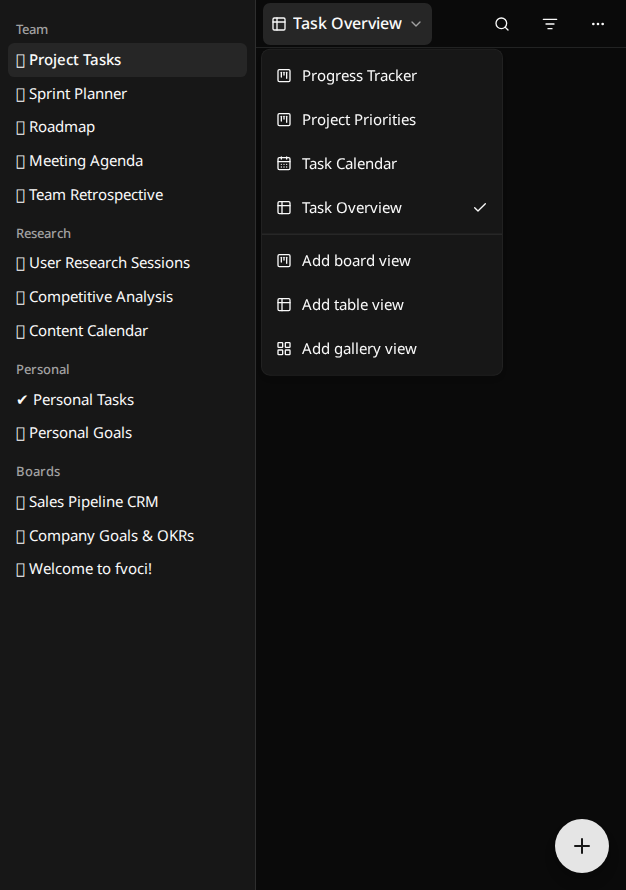 Team
Project Tasks
Sprint Planner
Roadmap
Meeting Agenda
Team Retrospective
Research
User Research Sessions
Competitive Analysis
Content Calendar
Personal
✔ Personal Tasks
Personal Goals
Boards
Sales Pipeline CRM
Company Goals & OKRs
Welcome to fvoci!
Task Overview
Progress Tracker
Project Priorities
Task Calendar
Task Overview
Add board view
Add table view
Add gallery view